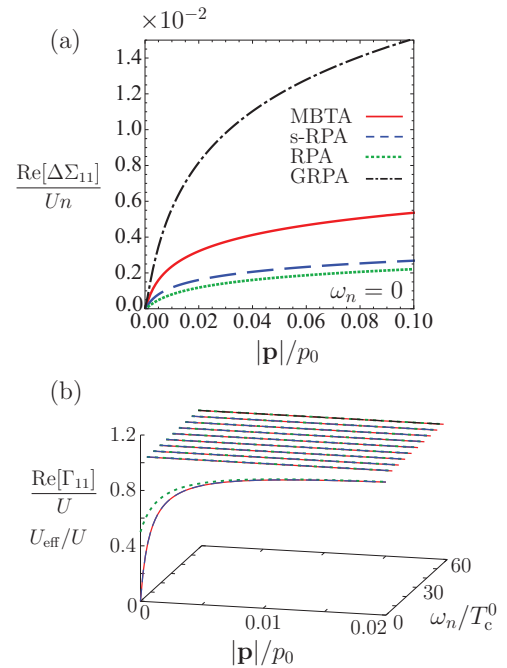 (a)
×10⁻²
1.4
1.2
1.0
0.8
0.6
0.4
0.2
0.0
Re[ΔΣ₁₁]
Un
MBTA
s-RPA
RPA
GRPA
ωₙ = 0
0.00 0.02 0.04 0.06 0.08 0.10
|p|/p₀
(b)
1.2
0.8
0.4
0
Re[Γ₁₁]
U
U_eff/U
0 0.01 0.02
|p|/p₀
0 30 60
ωₙ/T_c⁰